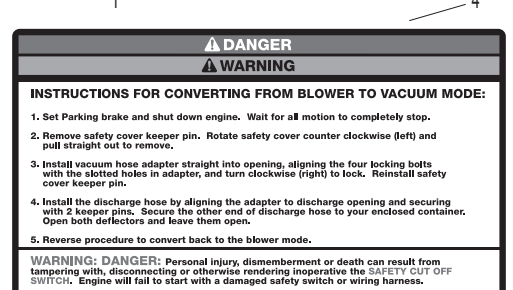 4
DANGER
WARNING
INSTRUCTIONS FOR CONVERTING FROM BLOWER TO VACUUM MODE:
1. Set Parking brake and shut down engine. Wait for all motion to completely stop.
2. Remove safety cover keeper pin. Rotate safety cover counter clockwise (left) and
pull straight out to remove.
3. Install vacuum hose adapter straight into opening, aligning the four locking bolts
with the slotted holes in adapter, and turn clockwise (right) to lock. Reinstall safety
cover keeper pin.
4. Install the discharge hose by aligning the adapter to discharge opening and securing
with 2 keeper pins. Secure the other end of discharge hose to your enclosed container.
Open both deflectors and leave them open.
5. Reverse procedure to convert back to the blower mode.
WARNING: DANGER: Personal injury, dismemberment or death can result from
tampering with, disconnecting or otherwise rendering inoperative the SAFETY CUT OFF
SWITCH. Engine will fail to start with a damaged safety switch or wiring harness.